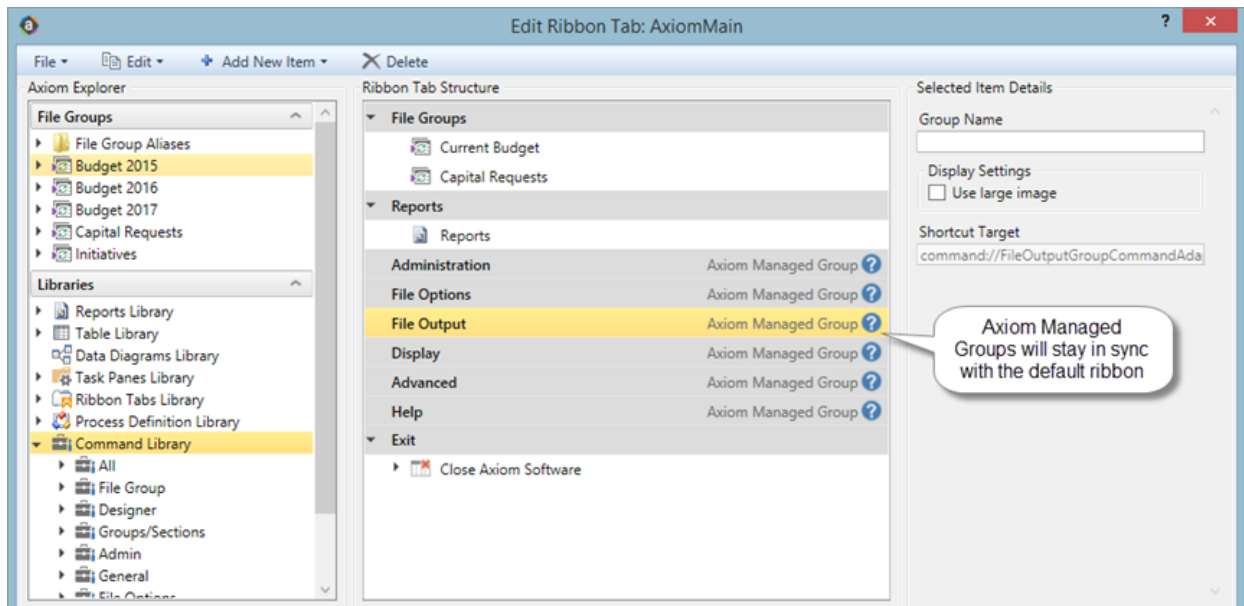 Edit Ribbon Tab: AxiomMain
?
File
Edit
Add New Item
Delete
Axiom Explorer
File Groups
File Group Aliases
Budget 2015
Budget 2016
Budget 2017
Capital Requests
Initiatives
Libraries
Reports Library
Table Library
Data Diagrams Library
Task Panes Library
Ribbon Tabs Library
Process Definition Library
Command Library
All
File Group
Designer
Groups/Sections
Admin
General
File Options
Ribbon Tab Structure
File Groups
Current Budget
Capital Requests
Reports
Reports
Administration Axiom Managed Group ?
File Options Axiom Managed Group ?
File Output Axiom Managed Group ?
Display Axiom Managed Group ?
Advanced Axiom Managed Group ?
Help Axiom Managed Group ?
Exit
Close Axiom Software
Selected Item Details
Group Name
Display Settings
Use large image
Shortcut Target
command://FileOutputGroupCommandAda
Axiom Managed
Groups will stay in sync
with the default ribbon